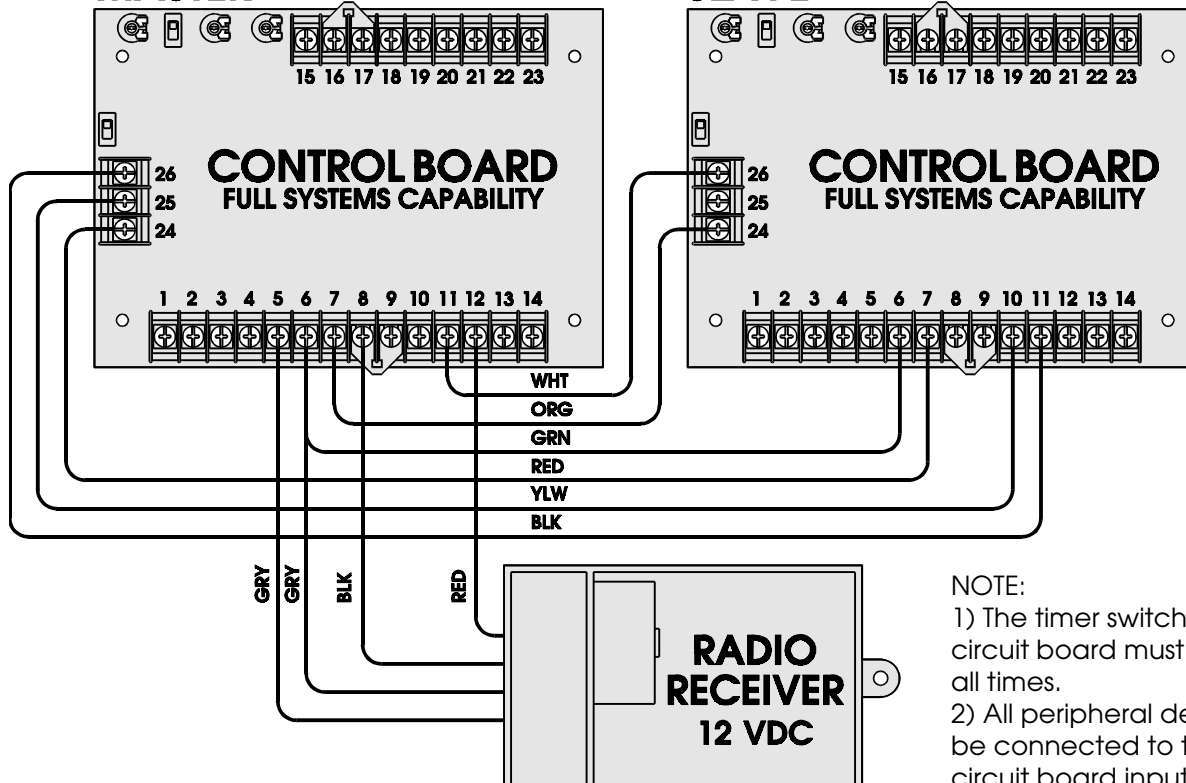 15 16 17 18 19 20 21 22 23
15 16 17 18 19 20 21 22 23
26
25
24
CONTROL BOARD
FULL SYSTEMS CAPABILITY
26
25
24
CONTROL BOARD
FULL SYSTEMS CAPABILITY
1 2 3 4 5 6 7 8 9 10 11 12 13 14
1 2 3 4 5 6 7 8 9 10 11 12 13 14
WHT
ORG
GRN
RED
YLW
BLK
GRY
GRY
BLK
RED
RADIO
RECEIVER
12 VDC
NOTE:
1) The timer switch
circuit board must
all times.
2) All peripheral de
be connected to t
circuit board input